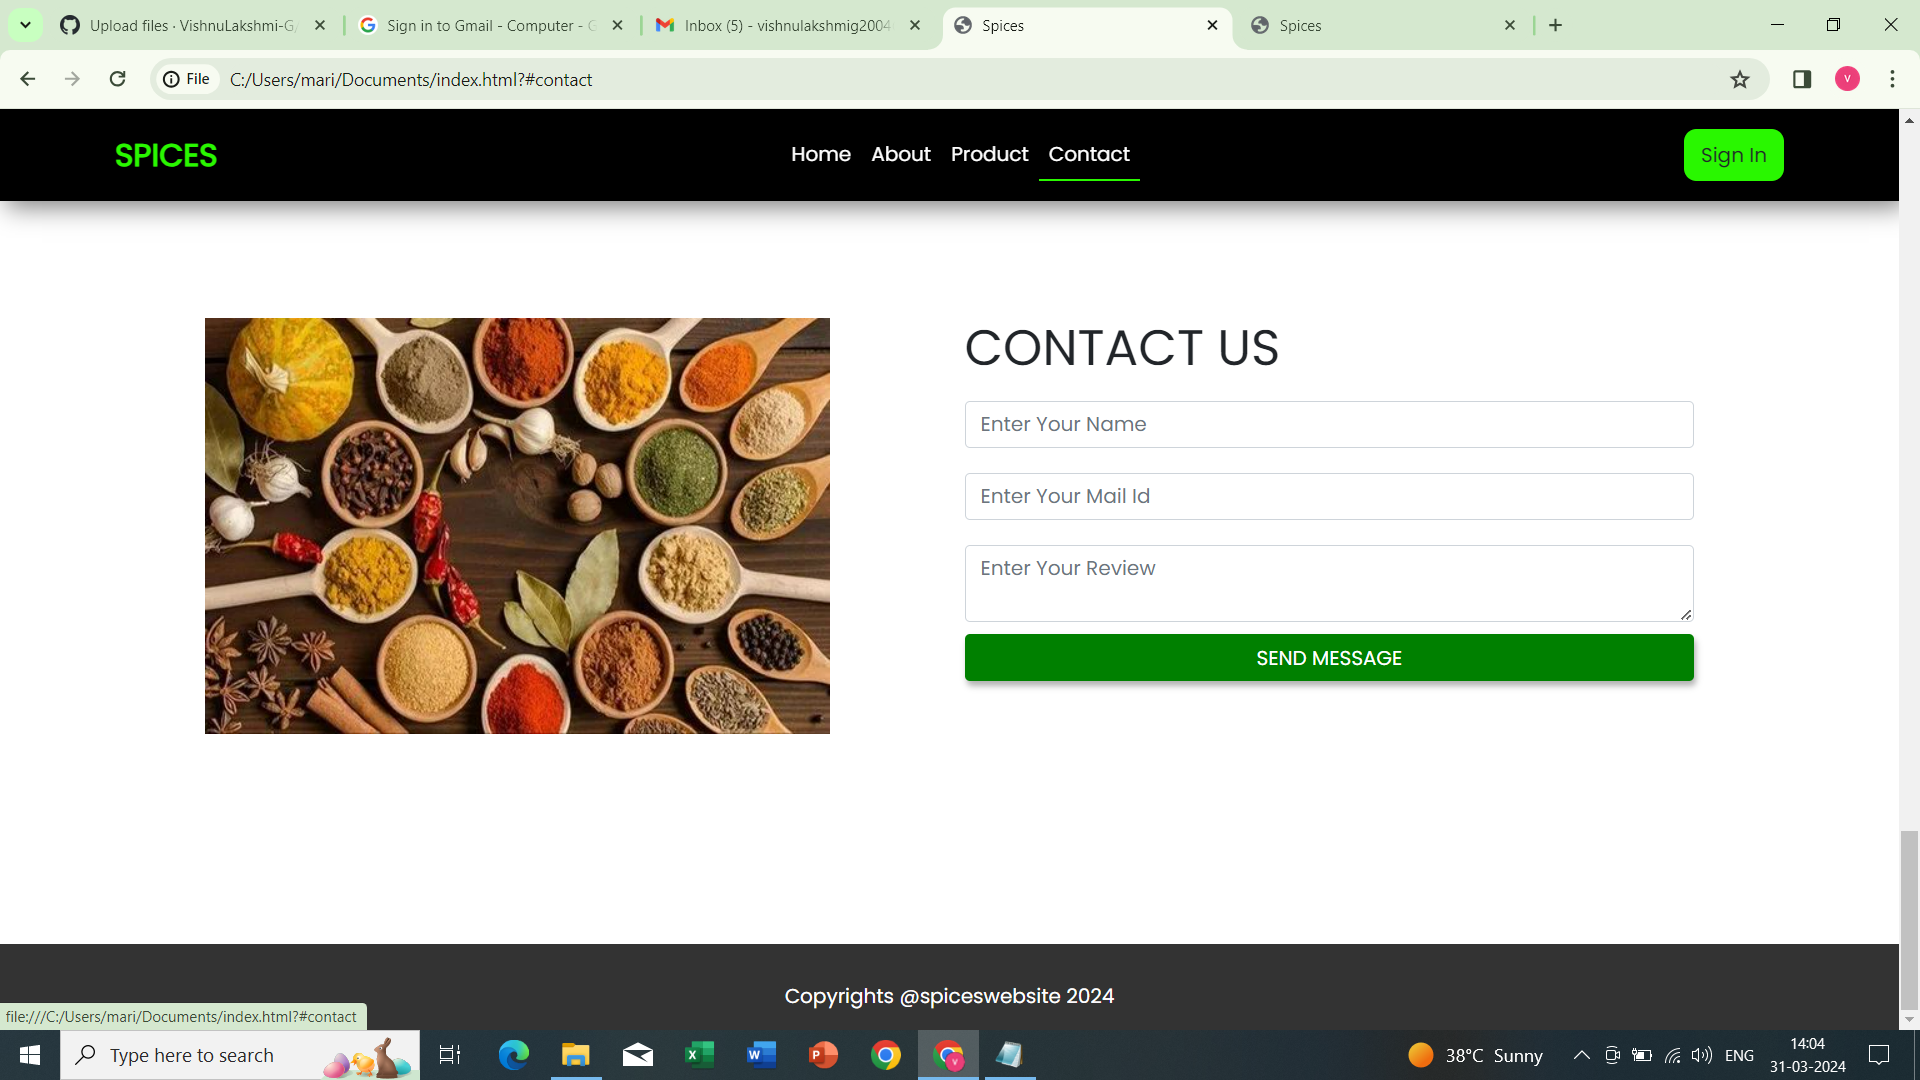 Upload files · VishnuLakshmi-G/
Sign in to Gmail - Computer - G
Inbox (5) - vishnulakshmig2004
Spices
Spices
File
C:/Users/mari/Documents/index.html?#contact
V
SPICES
Home
About
Product
Contact
Sign In
CONTACT US
Enter Your Name
Enter Your Mail Id
Enter Your Review
SEND MESSAGE
Copyrights @spiceswebsite 2024
file:///C:/Users/mari/Documents/index.html?#contact
Type here to search
38°C Sunny
ENG
14:04
31-03-2024